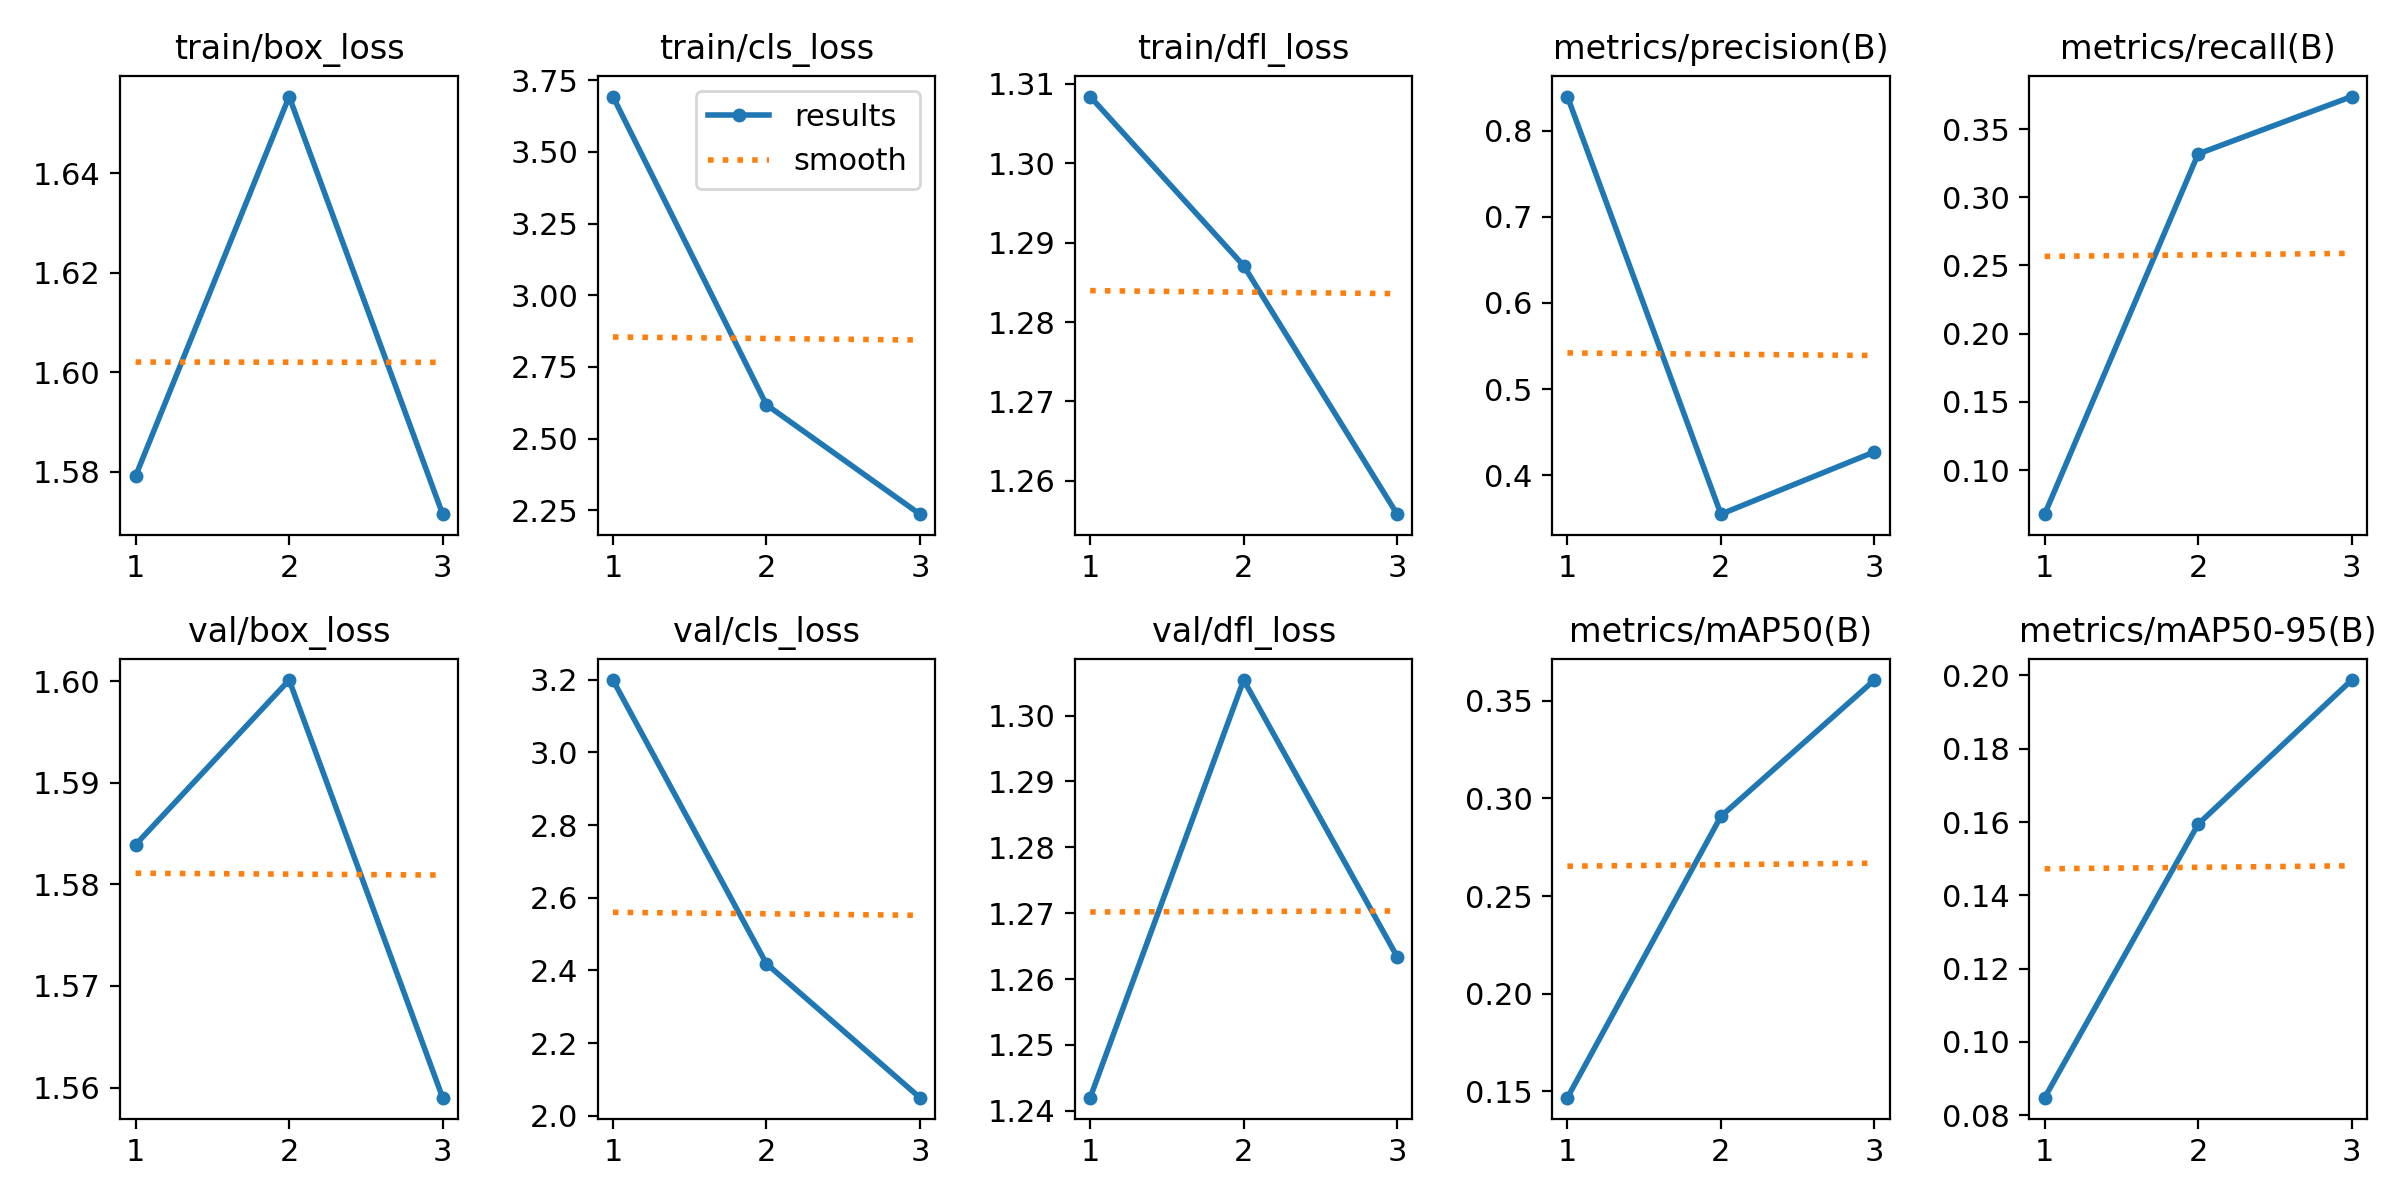 train/box_loss
1.64
1.62
1.60
1.58
1 2 3
train/cls_loss
results
smooth
3.75
3.50
3.25
3.00
2.75
2.50
2.25
1 2 3
train/dfl_loss
1.31
1.30
1.29
1.28
1.27
1.26
1 2 3
metrics/precision(B)
0.8
0.7
0.6
0.5
0.4
1 2 3
metrics/recall(B)
0.35
0.30
0.25
0.20
0.15
0.10
1 2 3
val/box_loss
1.60
1.59
1.58
1.57
1.56
1 2 3
val/cls_loss
3.2
3.0
2.8
2.6
2.4
2.2
2.0
1 2 3
val/dfl_loss
1.30
1.29
1.28
1.27
1.26
1.25
1.24
1 2 3
metrics/mAP50(B)
0.35
0.30
0.25
0.20
0.15
1 2 3
metrics/mAP50-95(B)
0.20
0.18
0.16
0.14
0.12
0.10
0.08
1 2 3